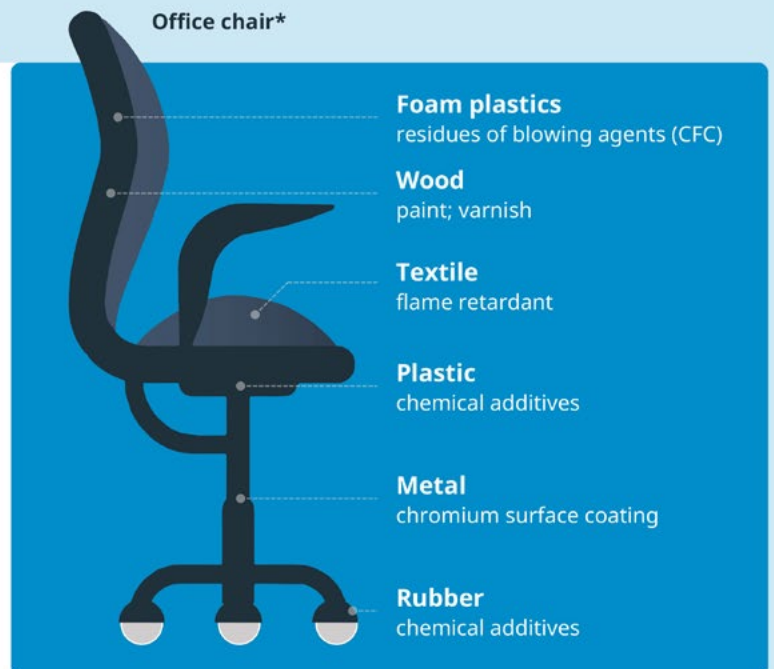 Office chair*
Foam plastics
residues of blowing agents (CFC)
Wood
paint; varnish
Textile
flame retardant
Plastic
chemical additives
Metal
chromium surface coating
Rubber
chemical additives